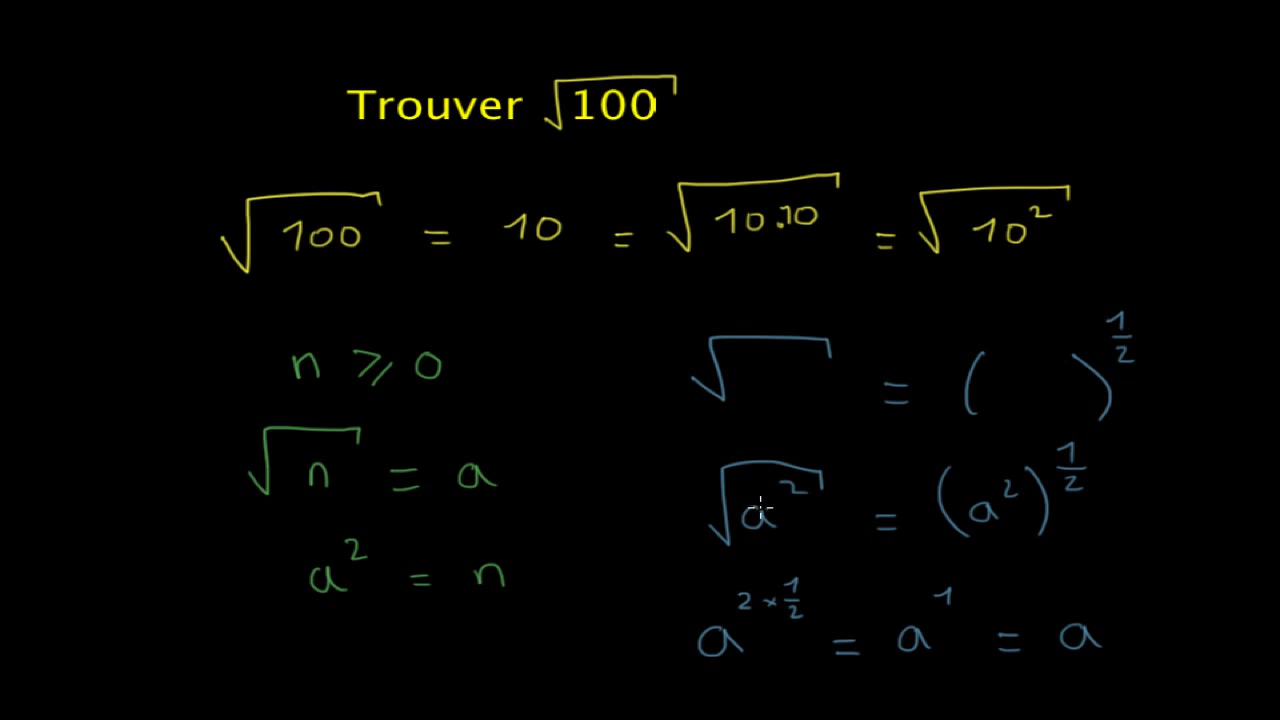 Trouver √100
√100 = 10 = √10.10 = √10²
n ⩾ 0
√n = a
a² = n
√ = ( )^½
√a² = (a²)^½
a^2×½ = a¹ = a